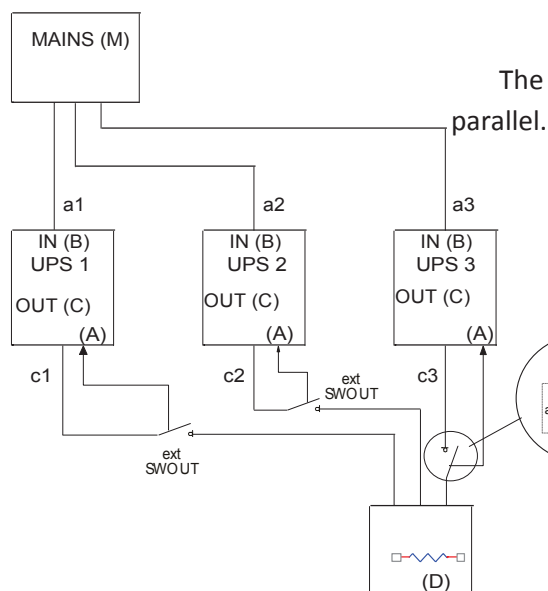 MAINS (M)
The
parallel.
a1
a2
a3
IN (B)
UPS 1
OUT (C)
(A)
IN (B)
UPS 2
OUT (C)
(A)
IN (B)
UPS 3
OUT (C)
(A)
c1
c2
c3
ext
SWOUT
ext
SWOUT
a
(D)